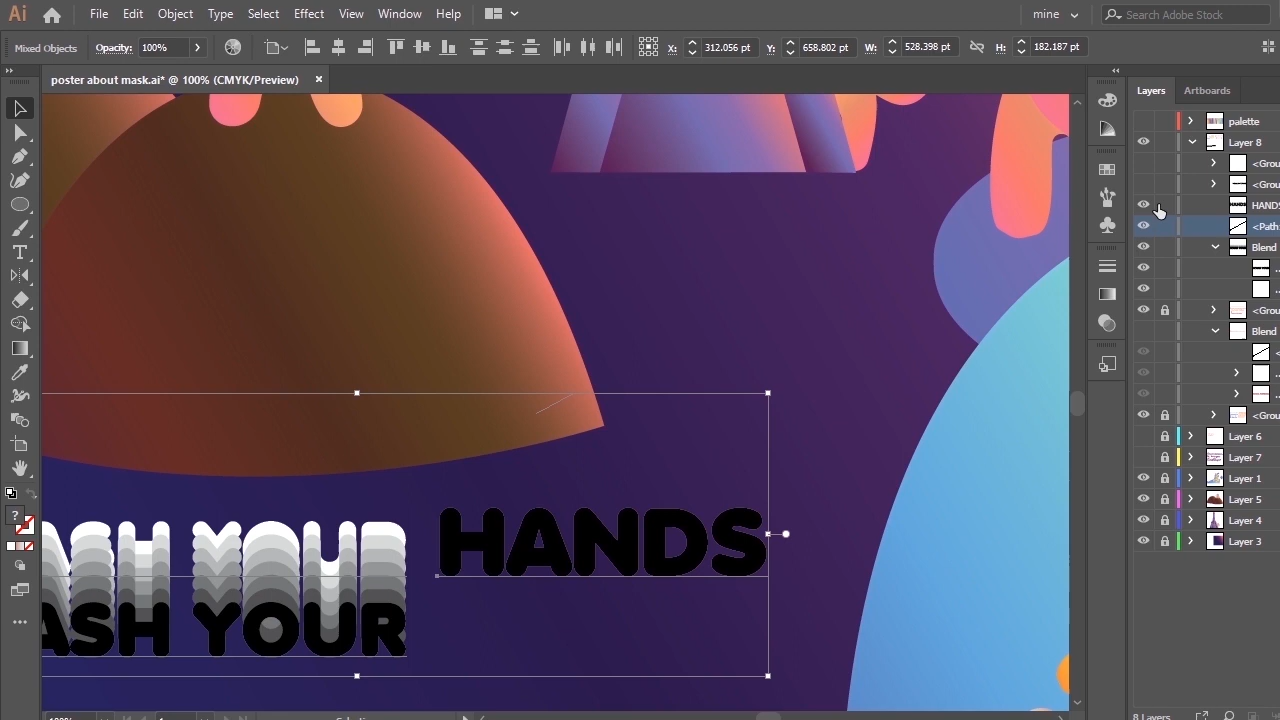 Ai File Edit Object Type Select Effect View Window Help mine Search Adobe Stock
Mixed Objects Opacity: 100% X: 312.056 pt Y: 658.802 pt W: 528.398 pt H: 182.187 pt
poster about mask.ai* @ 100% (CMYK/Preview)
Layers Artboards
palette
Layer 8
<Grou
<Grou
HANDS
<Path:
Blend
<Grou
Blend
<Grou
Layer 6
Layer 7
Layer 1
Layer 5
Layer 4
Layer 3
ASH YOUR HANDS
ASH YOUR
8 Layers